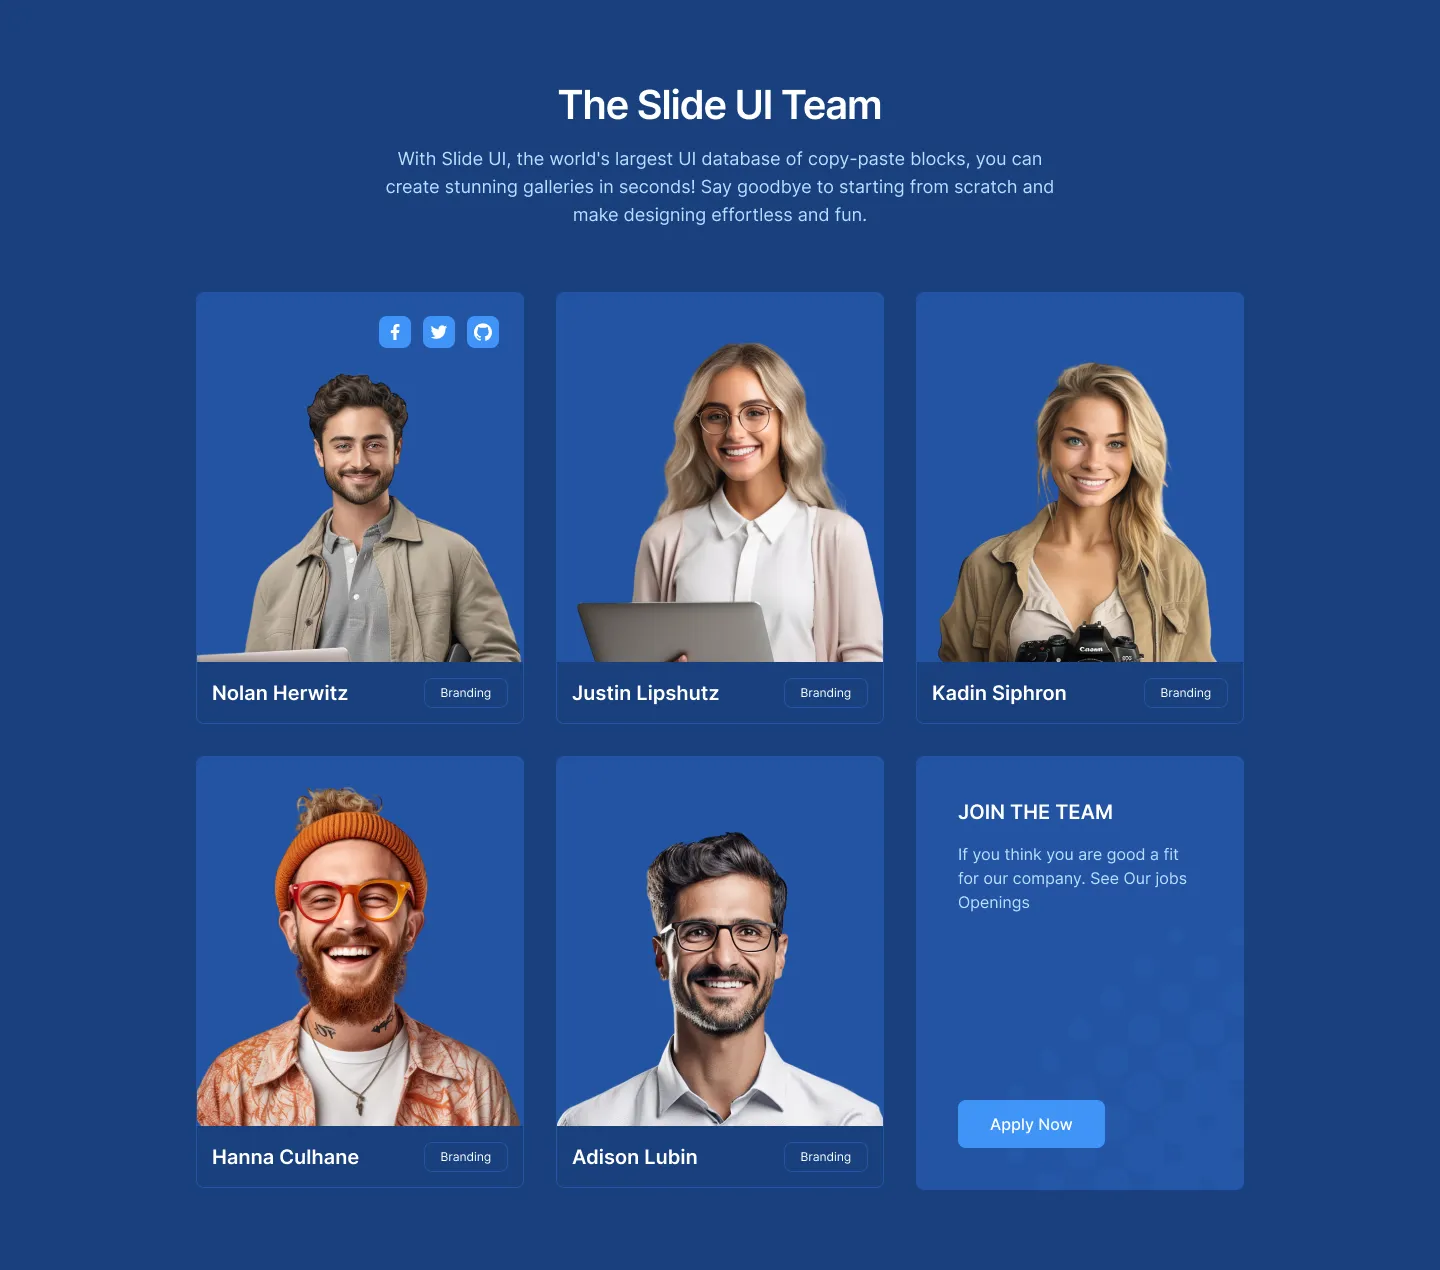 The Slide UI Team
With Slide UI, the world's largest UI database of copy-paste blocks, you can
create stunning galleries in seconds! Say goodbye to starting from scratch and
make designing effortless and fun.
Canon
EOS
Nolan Herwitz
Branding
Justin Lipshutz
Branding
Kadin Siphron
Branding
JOIN THE TEAM
If you think you are good a fit
for our company. See Our jobs
Openings
Apply Now
Hanna Culhane
Branding
Adison Lubin
Branding